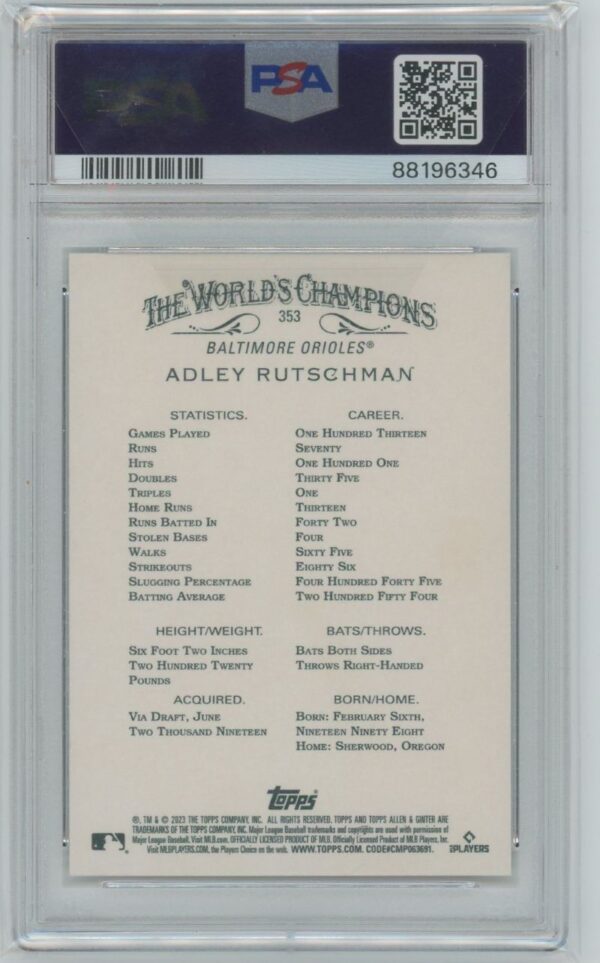 PSA
88196346
THE WORLD'S CHAMPIONS
353
BALTIMORE ORIOLES®
ADLEY RUTSCHMAN
STATISTICS. CAREER.
GAMES PLAYED ONE HUNDRED THIRTEEN
RUNS SEVENTY
HITS ONE HUNDRED ONE
DOUBLES THIRTY FIVE
TRIPLES ONE
HOME RUNS THIRTEEN
RUNS BATTED IN FORTY TWO
STOLEN BASES FOUR
WALKS SIXTY FIVE
STRIKEOUTS EIGHTY SIX
SLUGGING PERCENTAGE FOUR HUNDRED FORTY FIVE
BATTING AVERAGE TWO HUNDRED FIFTY FOUR
HEIGHT/WEIGHT. BATS/THROWS.
SIX FOOT TWO INCHES BATS BOTH SIDES
TWO HUNDRED TWENTY THROWS RIGHT-HANDED
POUNDS
ACQUIRED. BORN/HOME.
VIA DRAFT, JUNE BORN: FEBRUARY SIXTH,
TWO THOUSAND NINETEEN NINETEEN NINETY EIGHT
HOME: SHERWOOD, OREGON
Topps
®, TM & © 2023 THE TOPPS COMPANY, INC. ALL RIGHTS RESERVED. TOPPS AND TOPPS ALLEN & GINTER ARE
TRADEMARKS OF THE TOPPS COMPANY, INC. Major League Baseball trademarks and copyrights are used with permission of
Major League Baseball. Visit MLB.com. OFFICIALLY LICENSED PRODUCT OF MLB. Officially Licensed Product of MLB Players, Inc.
Visit MLBPLAYERS.COM, the Players Choice on the web. WWW.TOPPS.COM. CODE#CMP063691. PLAYERS